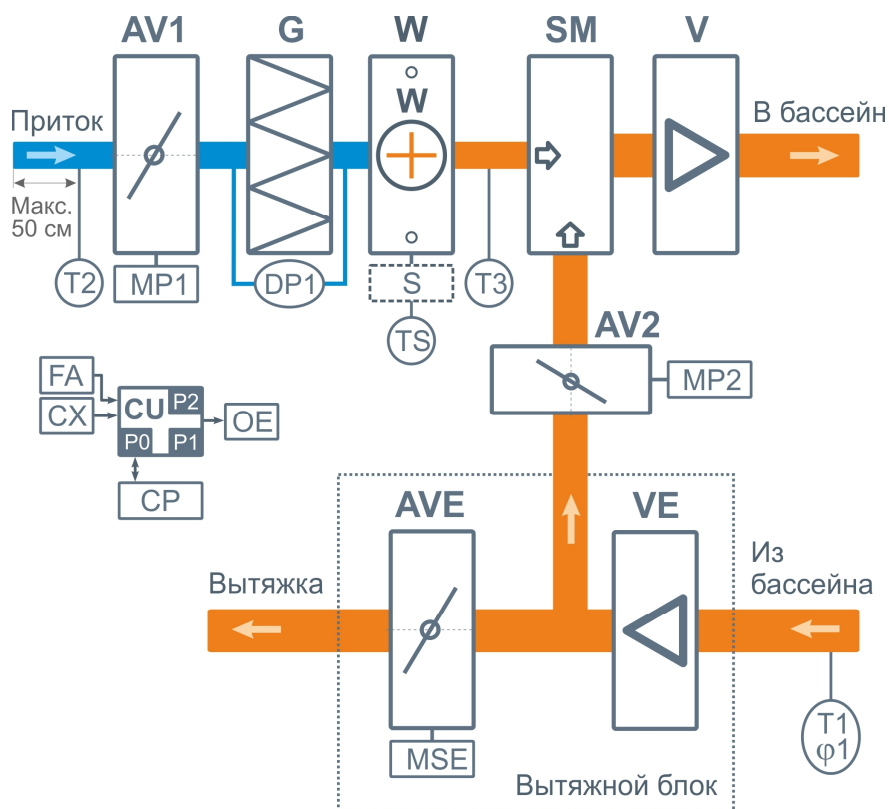 AV1
G
W
SM
V
Приток
W
В бассейн
Макс.
50 см
T2
MP1
DP1
S
T3
TS
AV2
MP2
FA
CX
CU
P2
P0
P1
OE
CP
AVE
VE
Из
бассейна
Вытяжка
T1
φ1
MSE
Вытяжной блок